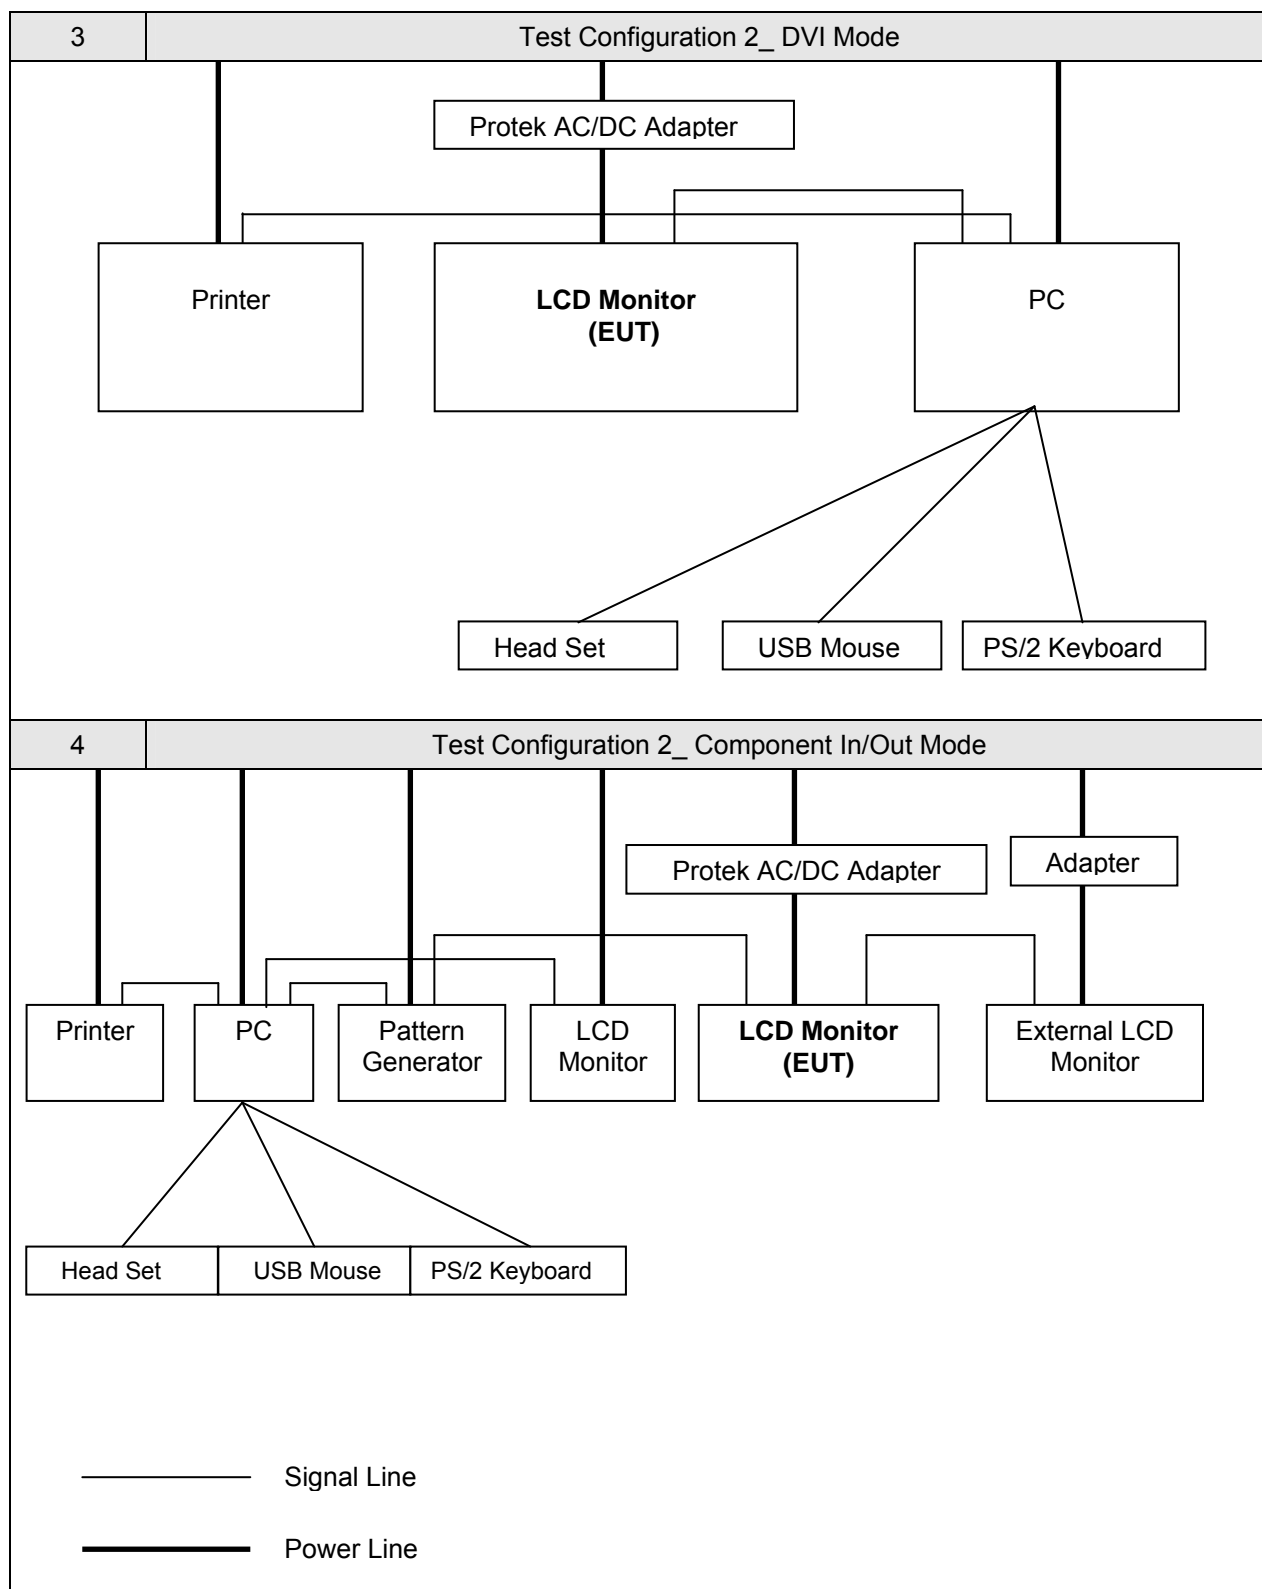 3 Test Configuration 2_ DVI Mode
Protek AC/DC Adapter
Printer
LCD Monitor
(EUT)
PC
Head Set
USB Mouse
PS/2 Keyboard
4 Test Configuration 2_ Component In/Out Mode
Protek AC/DC Adapter
Adapter
Printer
PC
Pattern
Generator
LCD
Monitor
LCD Monitor
(EUT)
External LCD
Monitor
Head Set
USB Mouse
PS/2 Keyboard
Signal Line
Power Line